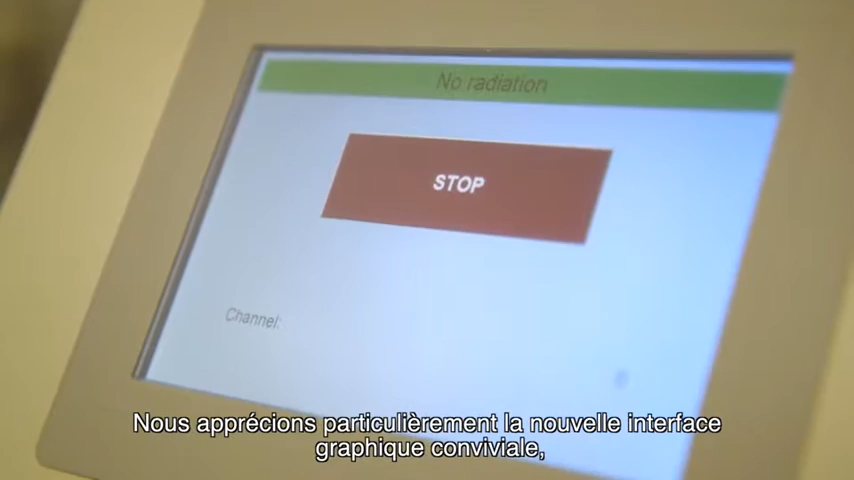 No radiation
STOP
Channel:
Nous apprécions particulièrement la nouvelle interface
graphique conviviale,